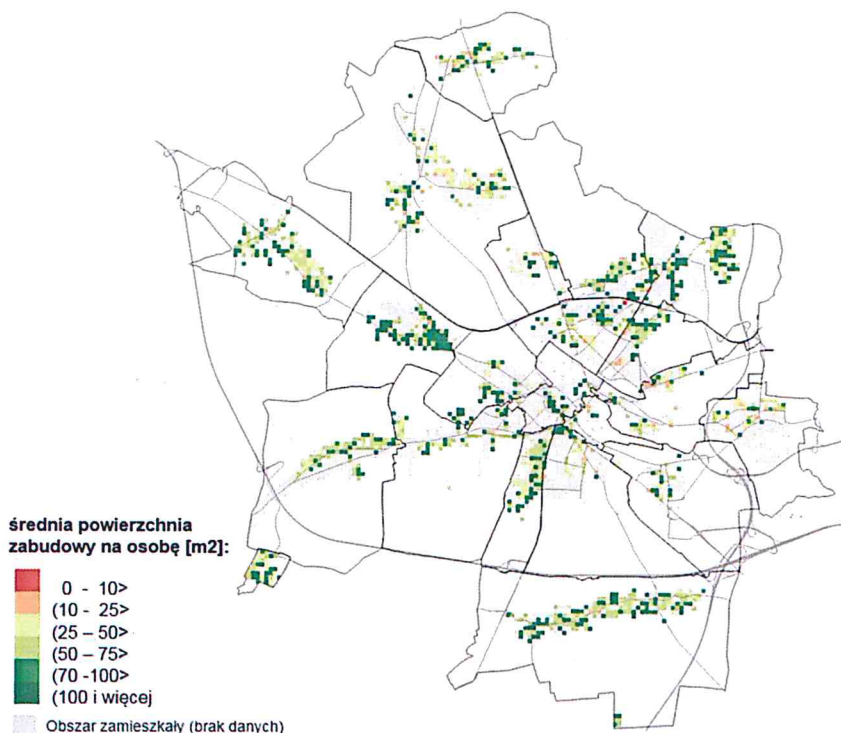 średnia powierzchnia
zabudowy na osobę [m2]:
0 - 10>
(10 - 25>
(25 – 50>
(50 – 75>
(70 -100>
(100 i więcej
Obszar zamieszkały (brak danych)